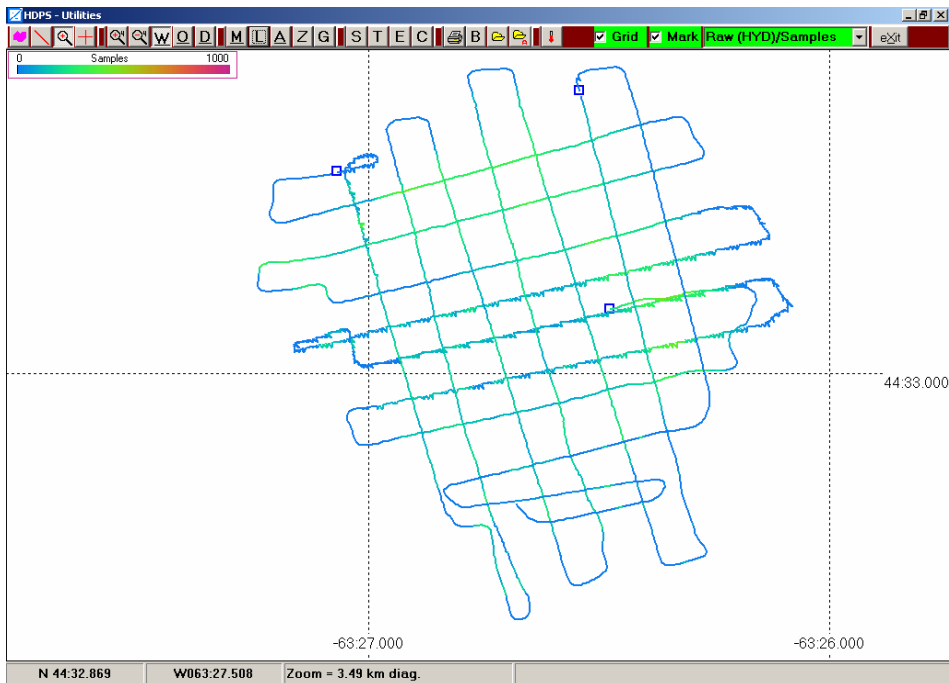 HDPS - Utilities
W O D M L A Z G S T E C B Grid Mark Raw (HYD)/Samples eXit
0 Samples 1000
44:33.000
-63:27.000 -63:26.000
N 44:32.869 W063:27.508 Zoom = 3.49 km diag.